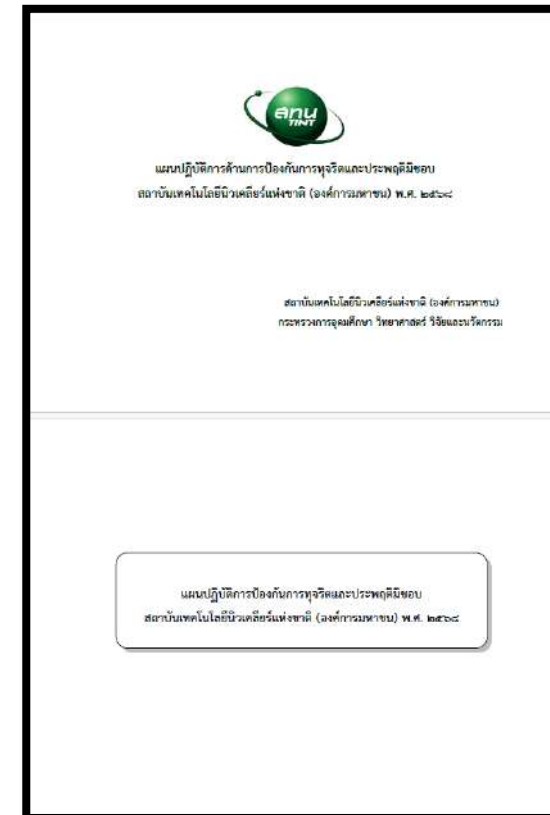 สทน
TINT
แผนปฏิบัติการด้านการป้องกันการทุจริตและประพฤติมิชอบ
สถาบันเทคโนโลยีนิวเคลียร์แห่งชาติ (องค์การมหาชน) พ.ศ. ๒๕๖๘
สถาบันเทคโนโลยีนิวเคลียร์แห่งชาติ (องค์การมหาชน)
กระทรวงการอุดมศึกษา วิทยาศาสตร์ วิจัยและนวัตกรรม
แผนปฏิบัติการป้องกันการทุจริตและประพฤติมิชอบ
สถาบันเทคโนโลยีนิวเคลียร์แห่งชาติ (องค์การมหาชน) พ.ศ. ๒๕๖๘